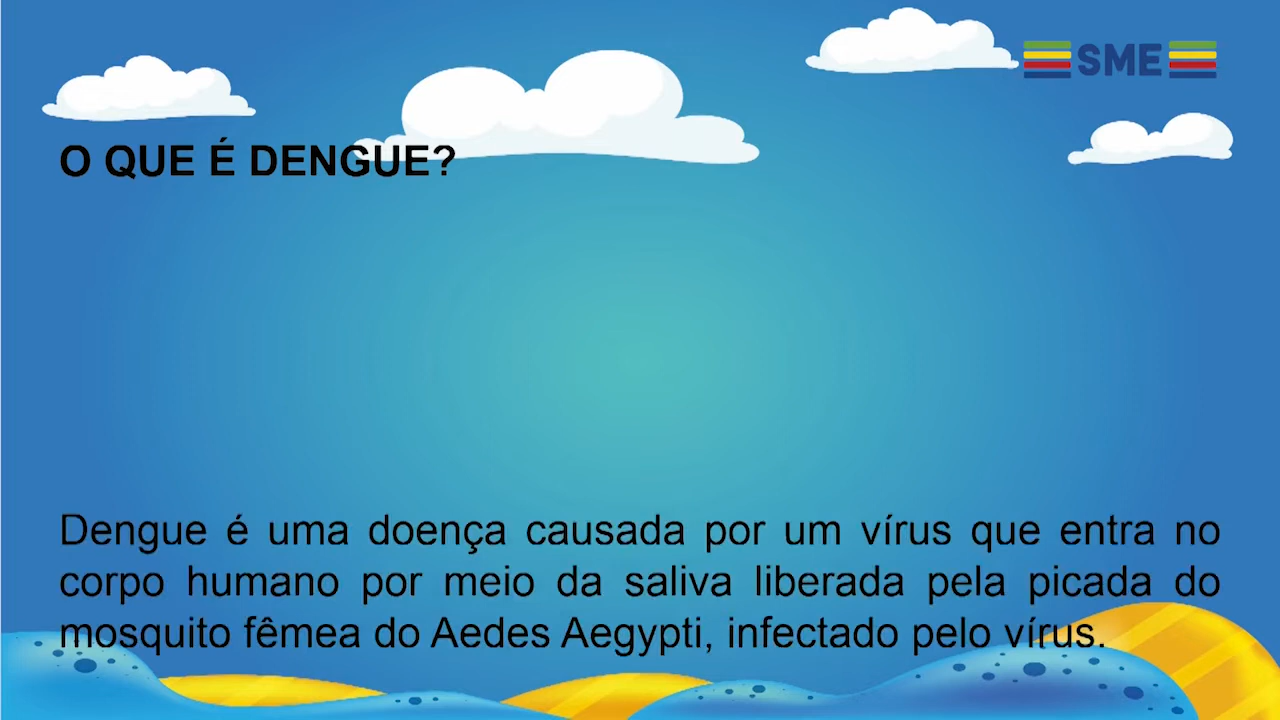 SME
O QUE É DENGUE?
Dengue é uma doença causada por um vírus que entra no
corpo humano por meio da saliva liberada pela picada do
mosquito fêmea do Aedes Aegypti, infectado pelo vírus.